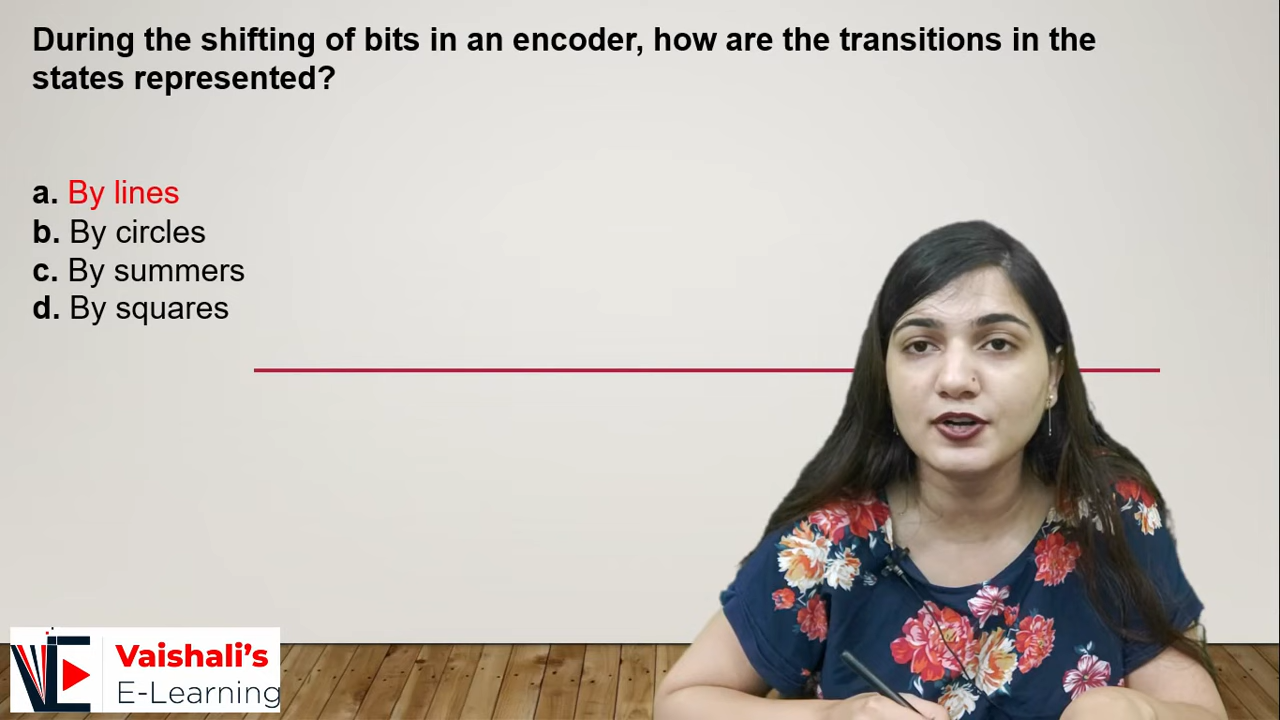 During the shifting of bits in an encoder, how are the transitions in the
states represented?
a. By lines
b. By circles
c. By summers
d. By squares
Vaishali's
E-Learning